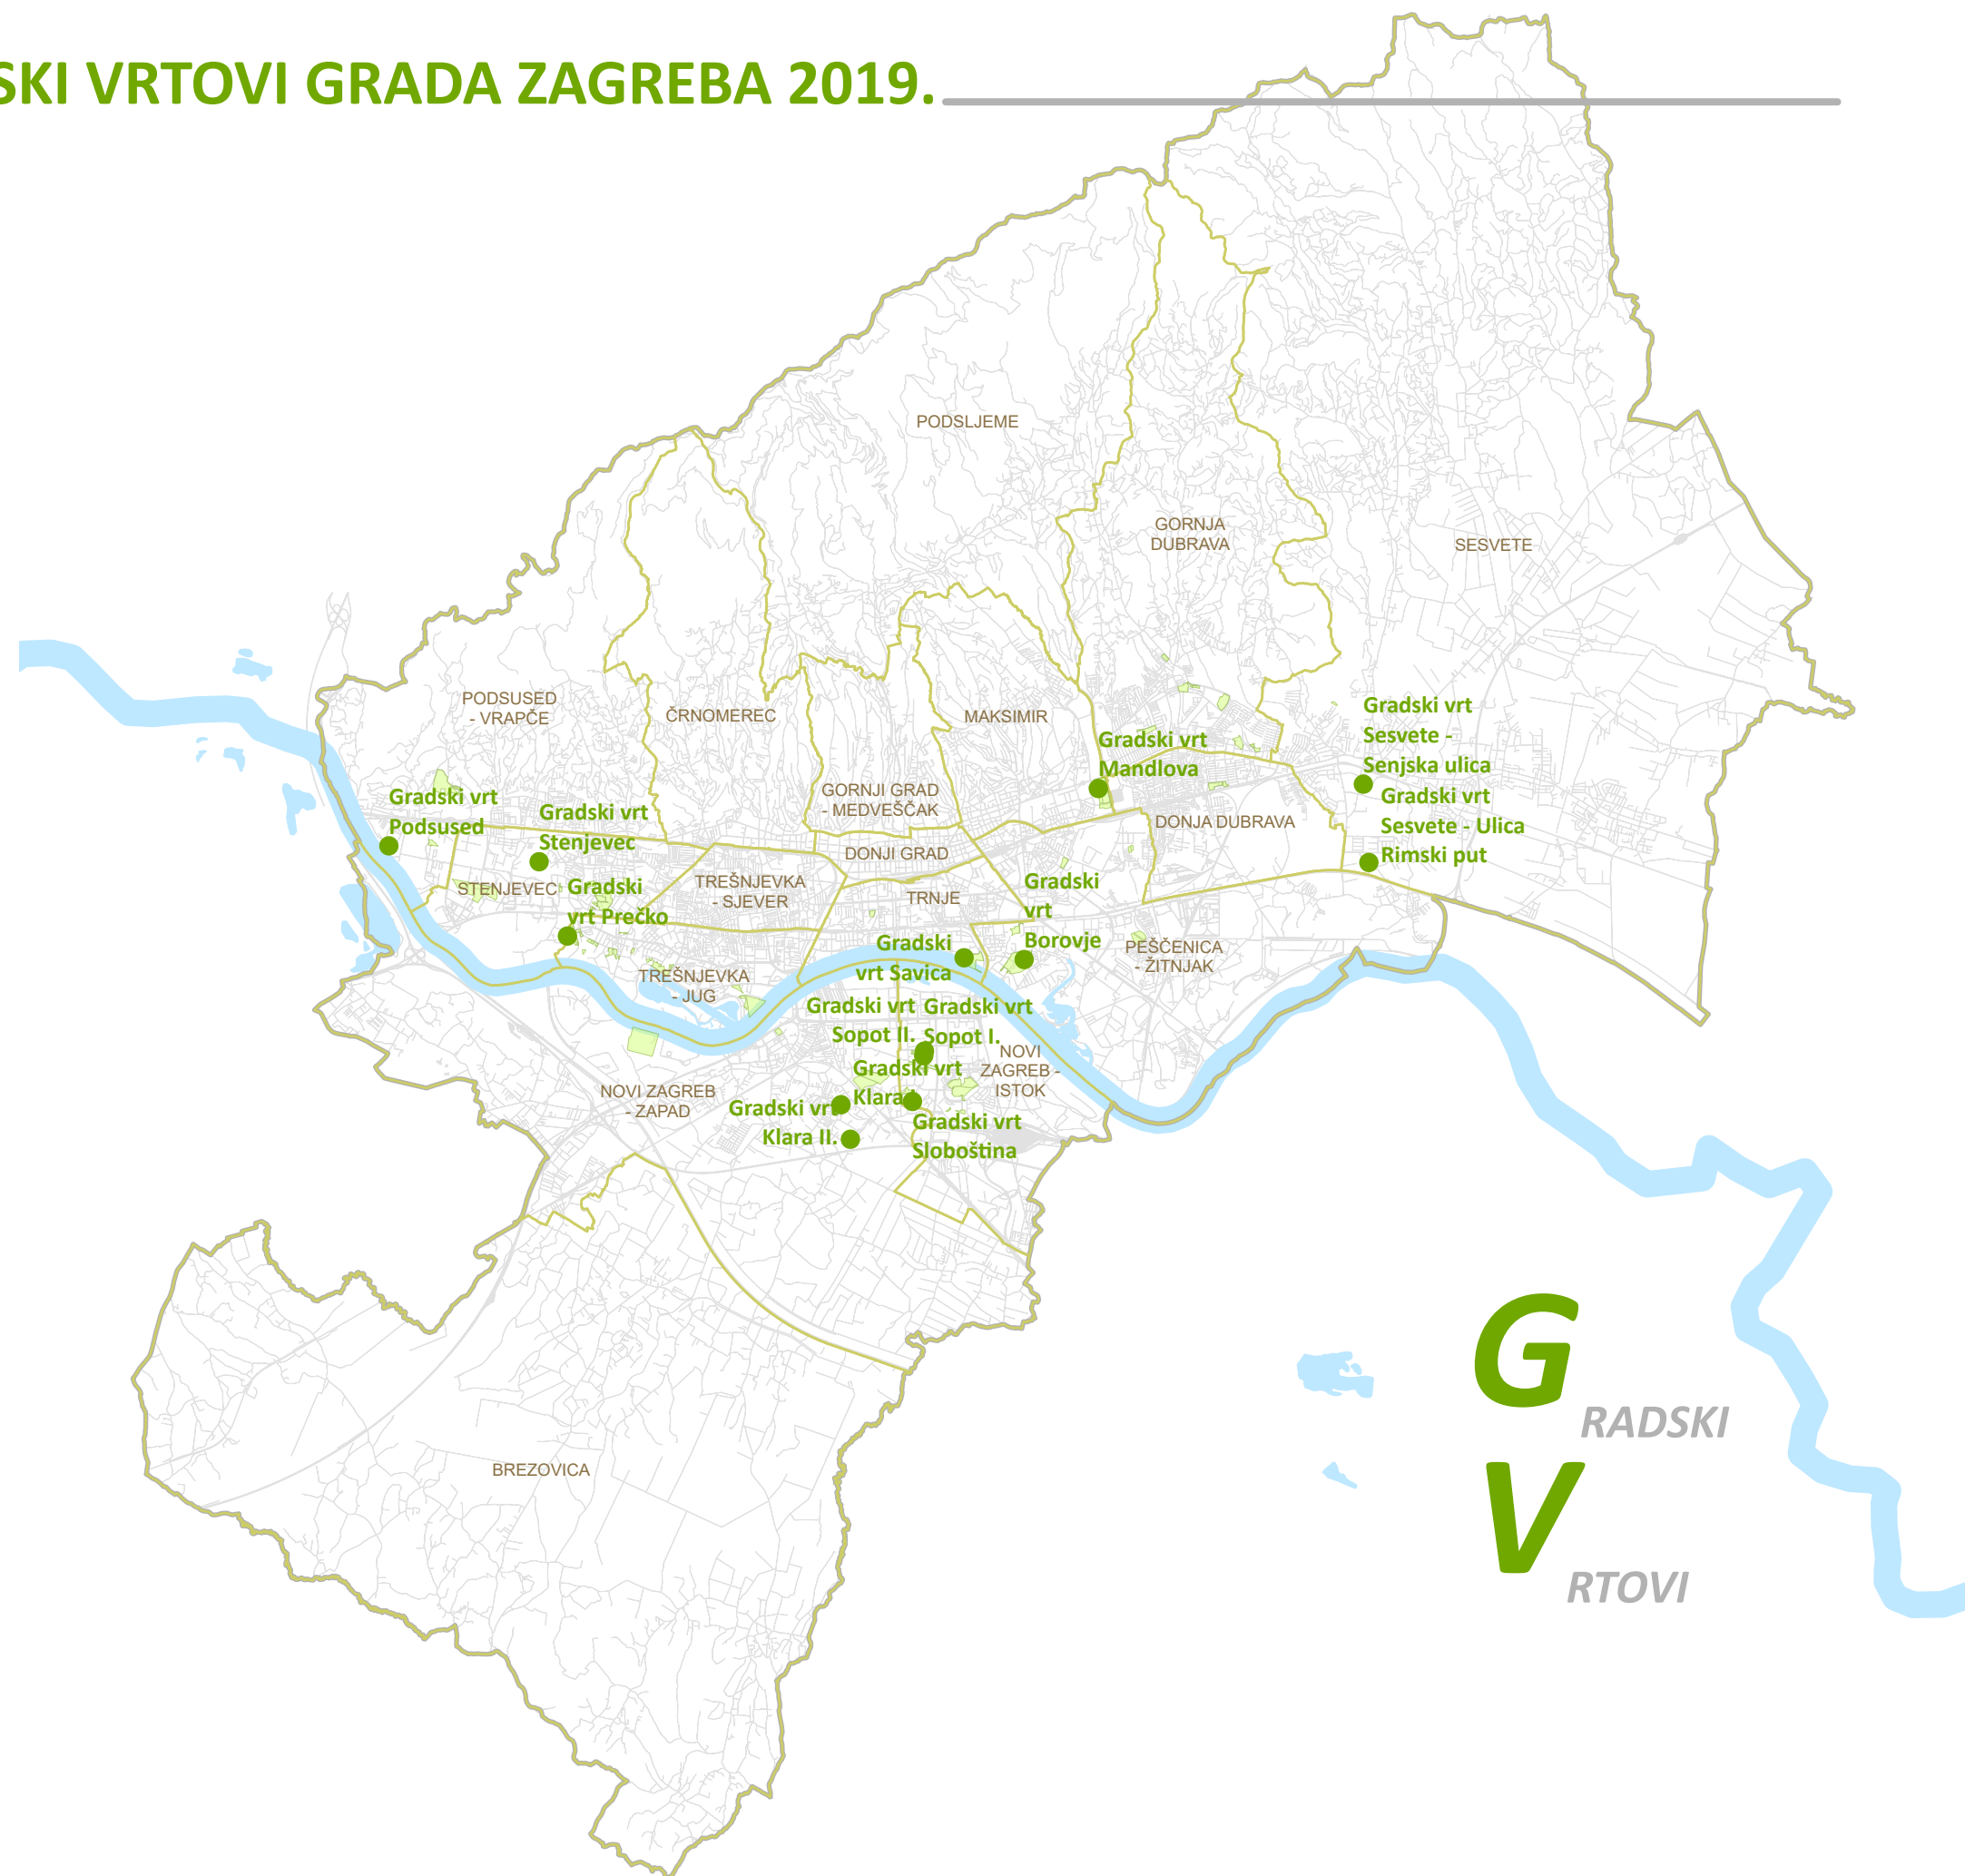 SKI VRTOVI GRADA ZAGREBA 2019.
PODSLJEME
GORNJA
DUBRAVA
SESVETE
PODSUSED
- VRAPČE
ČRNOMEREC
MAKSIMIR
Gradski vrt
Sesvete -
Senjska ulica
Gradski vrt
Mandlova
GORNJI GRAD
- MEDVEŠČAK
Gradski vrt
Podsused
Gradski vrt
Stenjevec
Gradski vrt
Sesvete - Ulica
Rimski put
DONJA DUBRAVA
DONJI GRAD
STENJEVEC
Gradski
vrt Prečko
TREŠNJEVKA
- SJEVER
TRNJE
Gradski
vrt
Borovje
Gradski
vrt Savica
PEŠČENICA
- ŽITNJAK
TREŠNJEVKA
- JUG
Gradski vrt
Sopot II.
Gradski vrt
Sopot I.
NOVI
ZAGREB -
ISTOK
Gradski vrt
Klara I.
NOVI ZAGREB
- ZAPAD
Gradski vrt
Klara II.
Gradski vrt
Sloboština
BREZOVICA
G
RADSKI
V
RTOVI